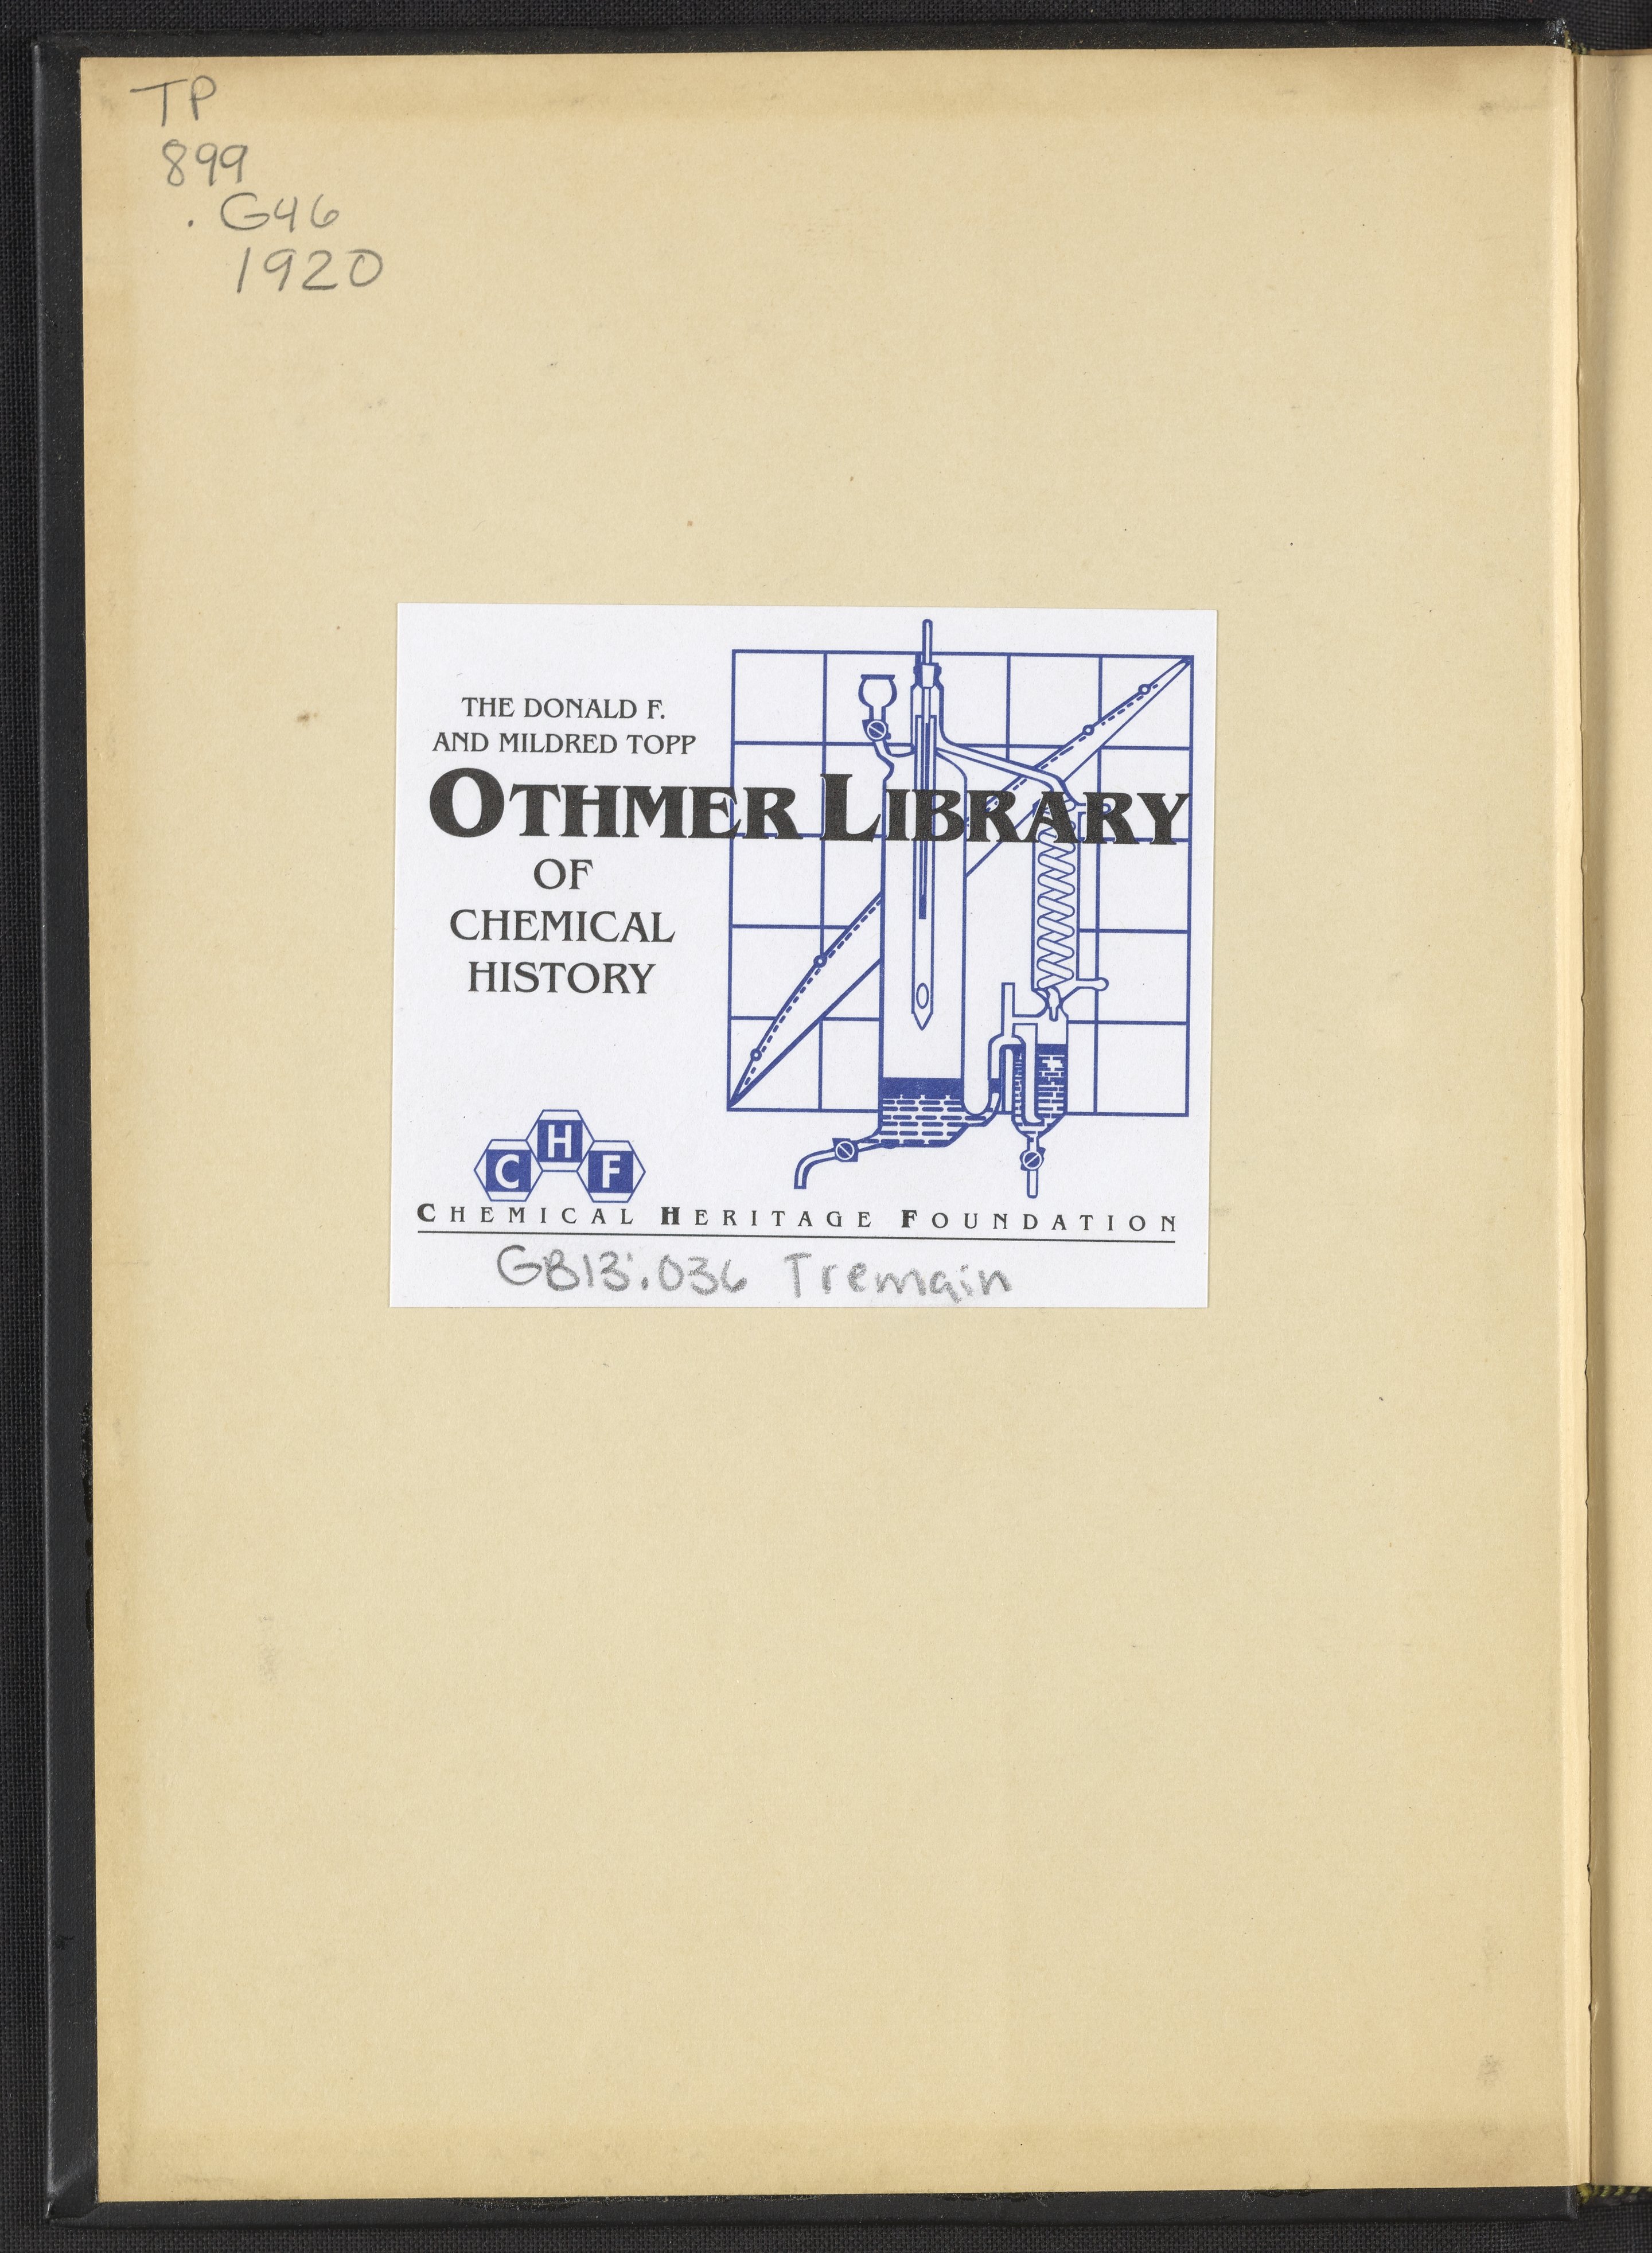 TP
899
. G46
1920
THE DONALD F.
AND MILDRED TOPP
OTHMER LIBRARY
OF
CHEMICAL
HISTORY
C H F
CHEMICAL HERITAGE FOUNDATION
GB13:.036 Tremain